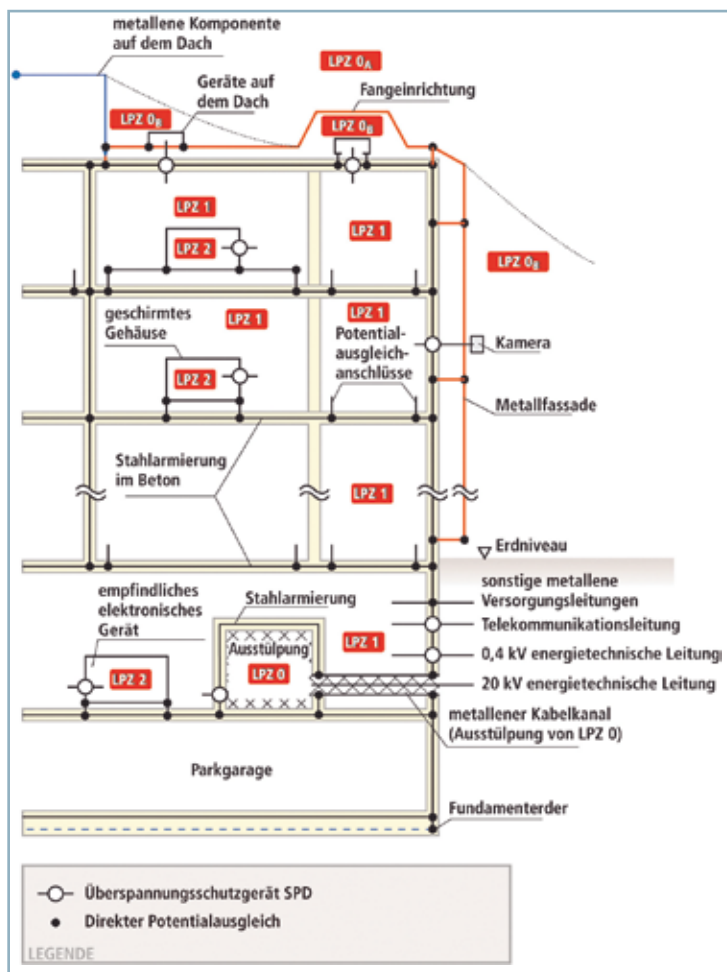 metallene Komponente
auf dem Dach
LPZ 0A
Geräte auf
dem Dach
Fangeinrichtung
LPZ 0B
LPZ 0B
LPZ 1
LPZ 1
LPZ 2
LPZ 0B
geschirmtes
Gehäuse
LPZ 1
LPZ 1
Potential-
ausgleich-
anschlüsse
Kamera
LPZ 2
Metallfassade
Stahlarmierung
im Beton
LPZ 1
Erdniveau
empfindliches
elektronisches
Gerät
Stahlarmierung
sonstige metallene
Versorgungsleitungen
Telekommunikationsleitung
LPZ 1
Ausstülpung
0,4 kV energietechnische Leitung
LPZ 2
LPZ 0
20 kV energietechnische Leitung
metallener Kabelkanal
(Ausstülpung von LPZ 0)
Parkgarage
Fundamenterder
Überspannungsschutzgerät SPD
Direkter Potentialausgleich
LEGENDE